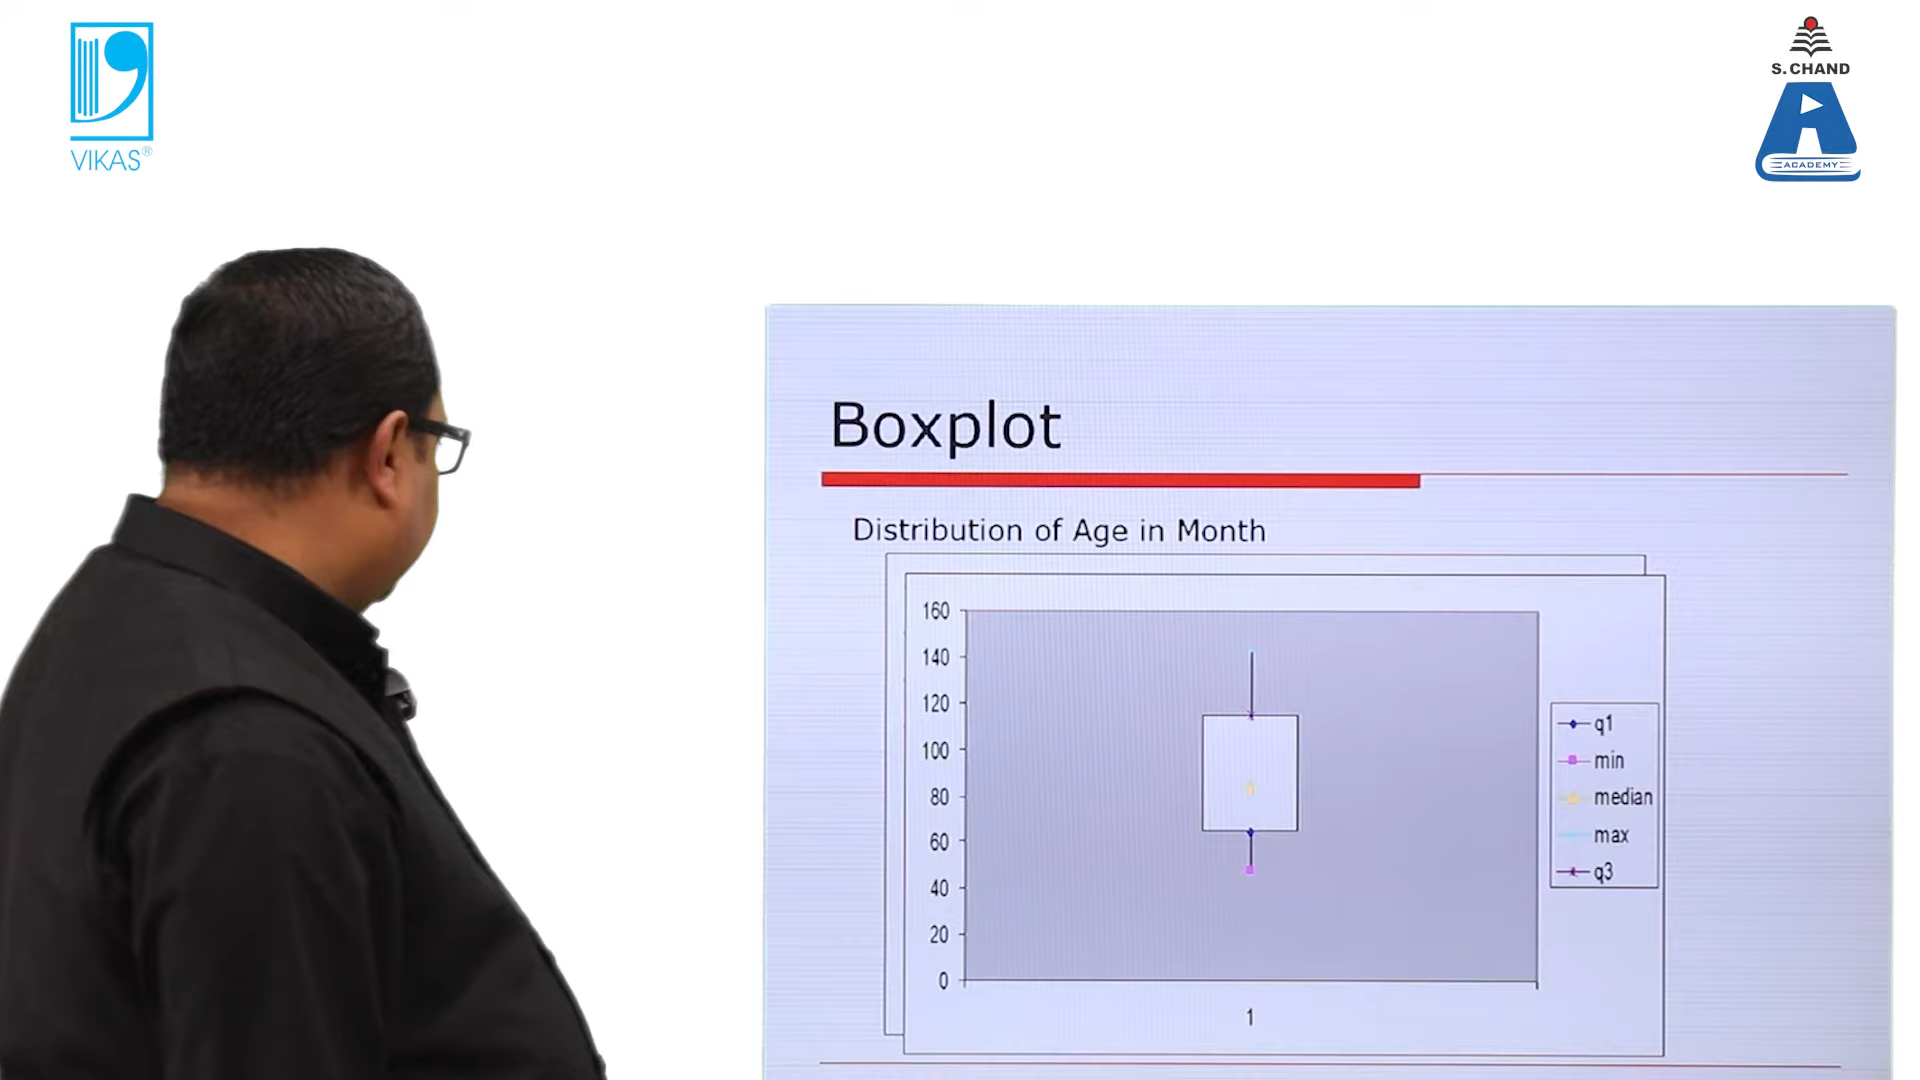 VIKAS®
S. CHAND
ACADEMY
Boxplot
Distribution of Age in Month
160
140
120
100
80
60
40
20
0
1
q1
min
median
max
q3